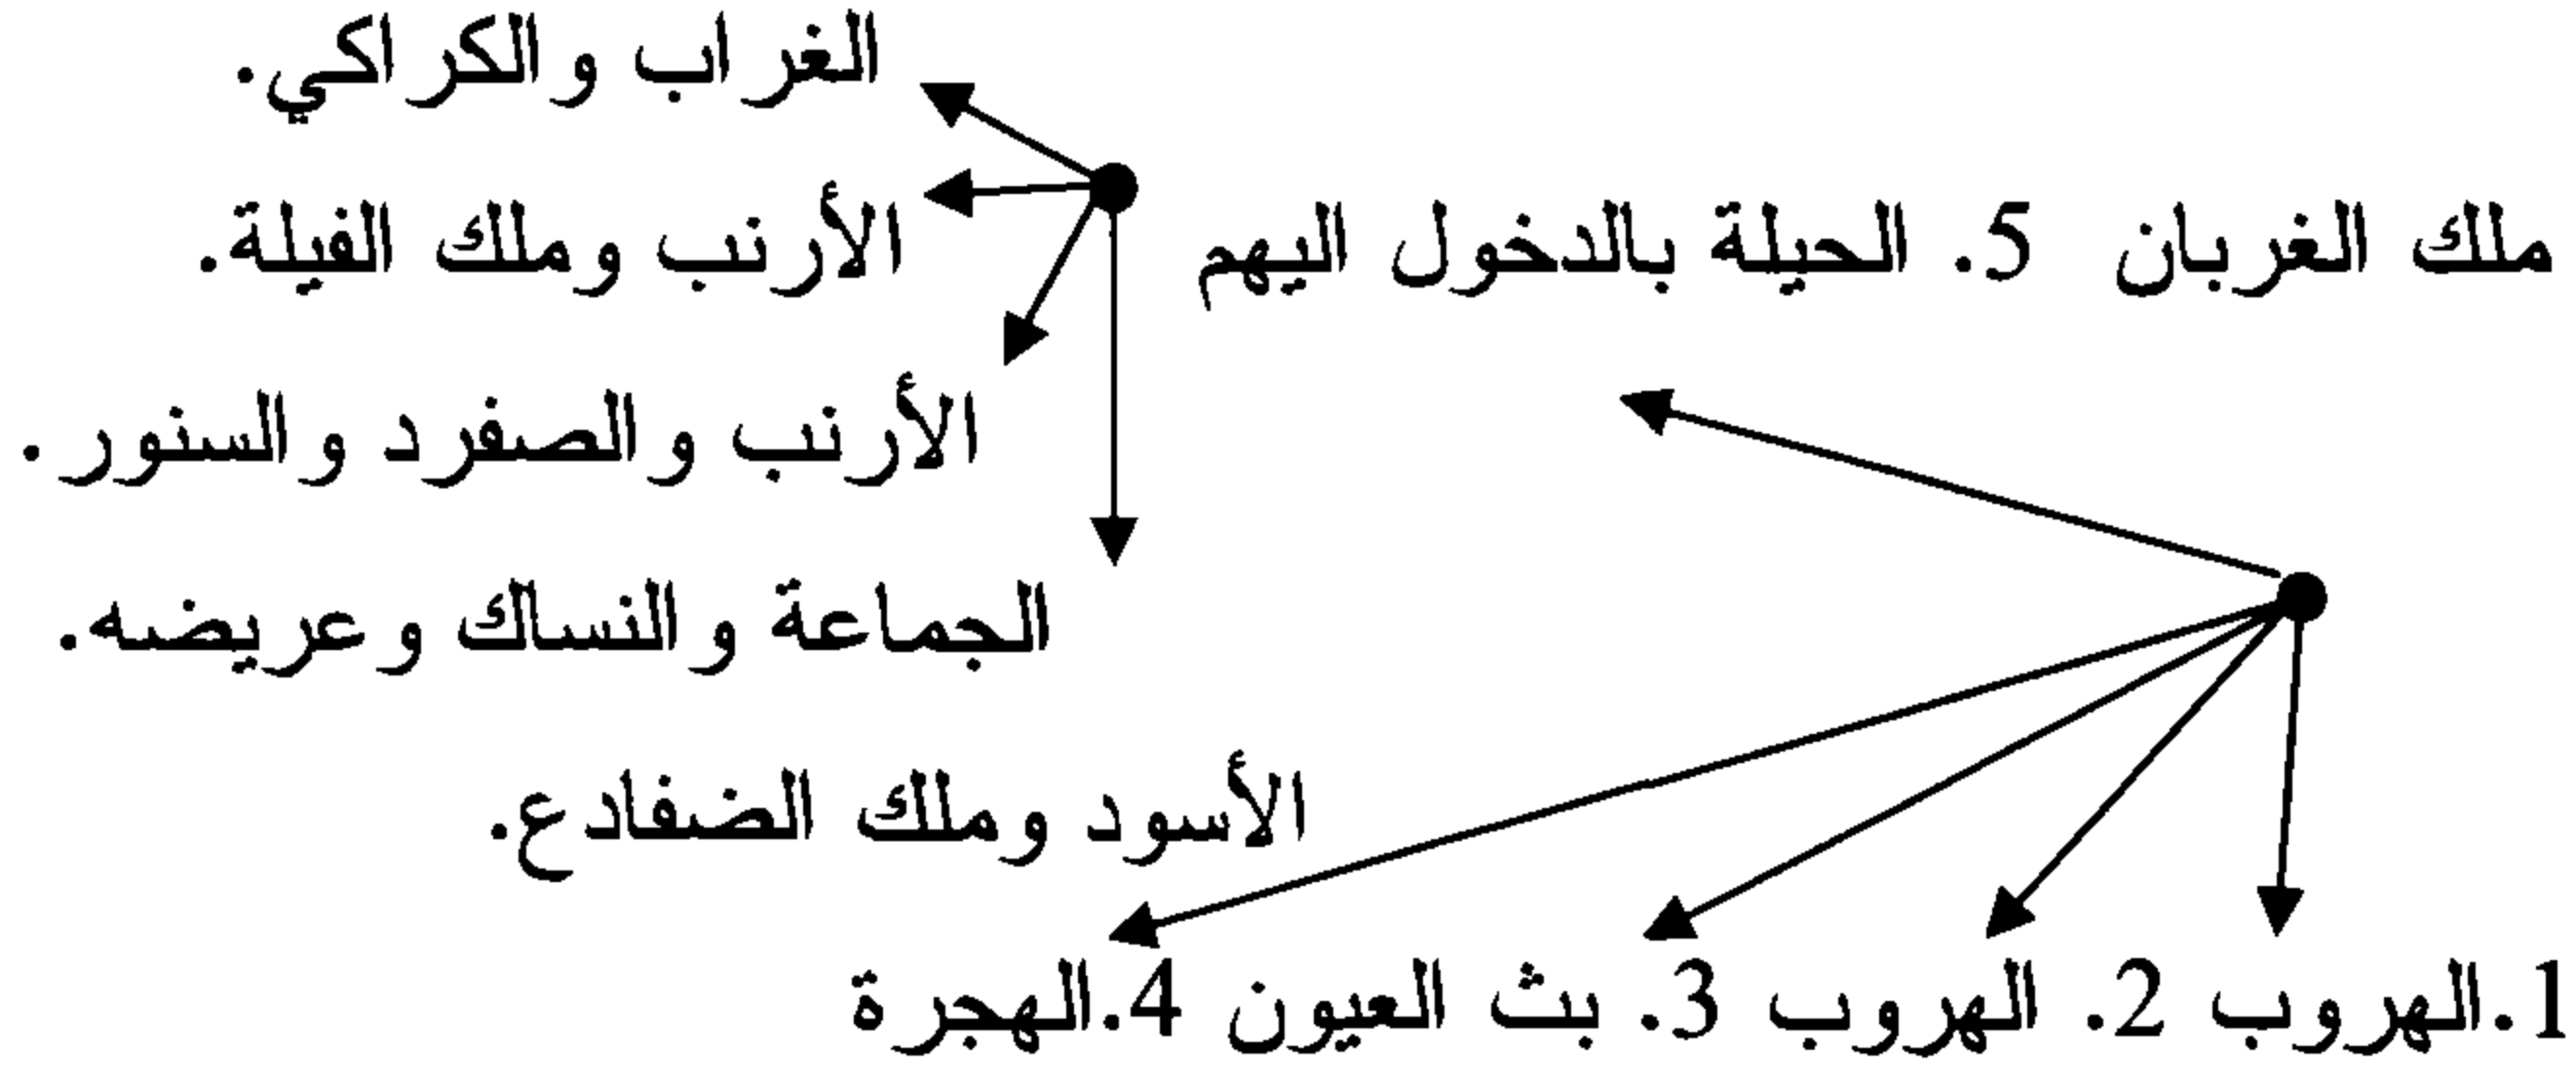 الغراب والكراكي.
ملك الغربان 5. الحيلة بالدخول اليهم
الأرنب وملك الفيلة.
الأرنب والصفرد والسنور.
الجماعة والنساك وعريضه.
الأسود وملك الضفادع.
1.الهروب 2. الهروب 3. بث العيون 4.الهجرة